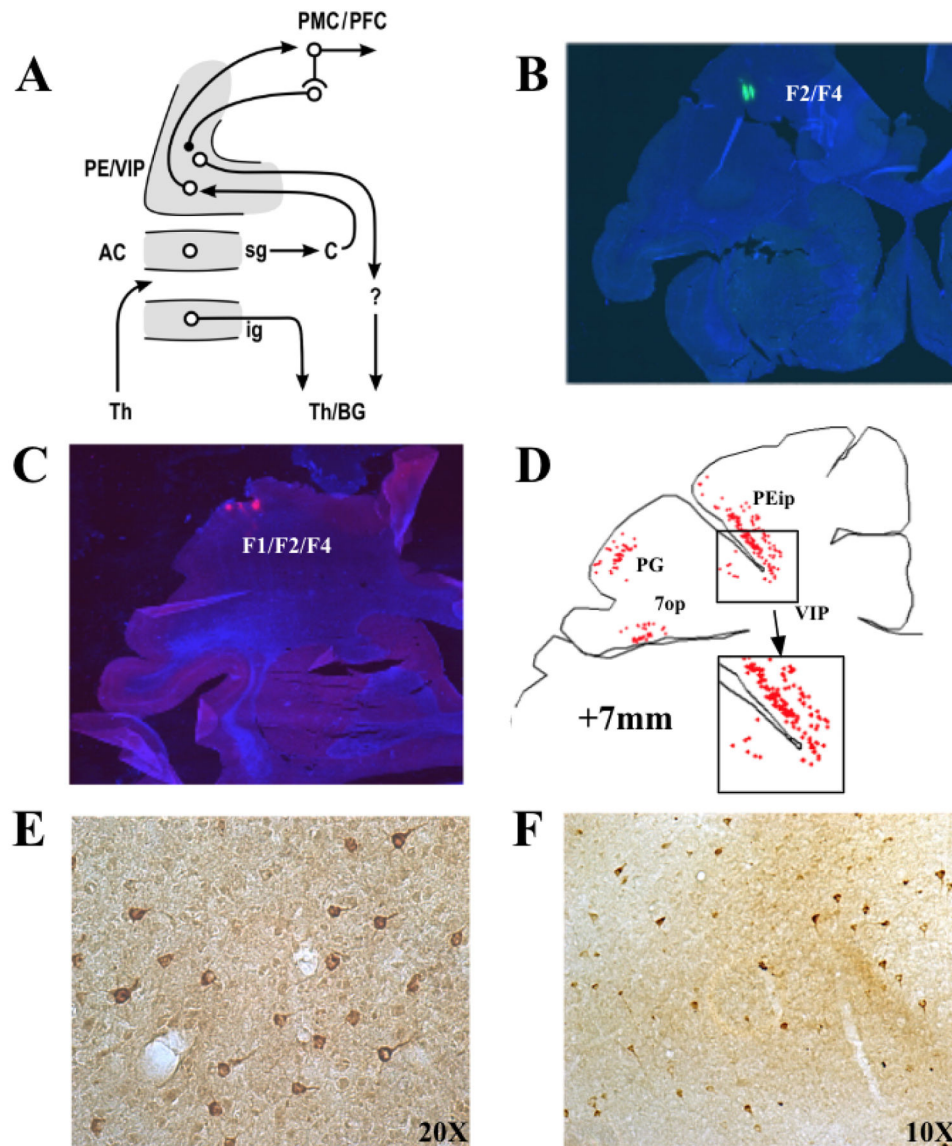 A
PMC/PFC
PE/VIP
AC
sg
C
?
ig
Th
Th/BG
B
F2/F4
C
F1/F2/F4
D
PEip
PG
7op
VIP
+7mm
E
20X
F
10X